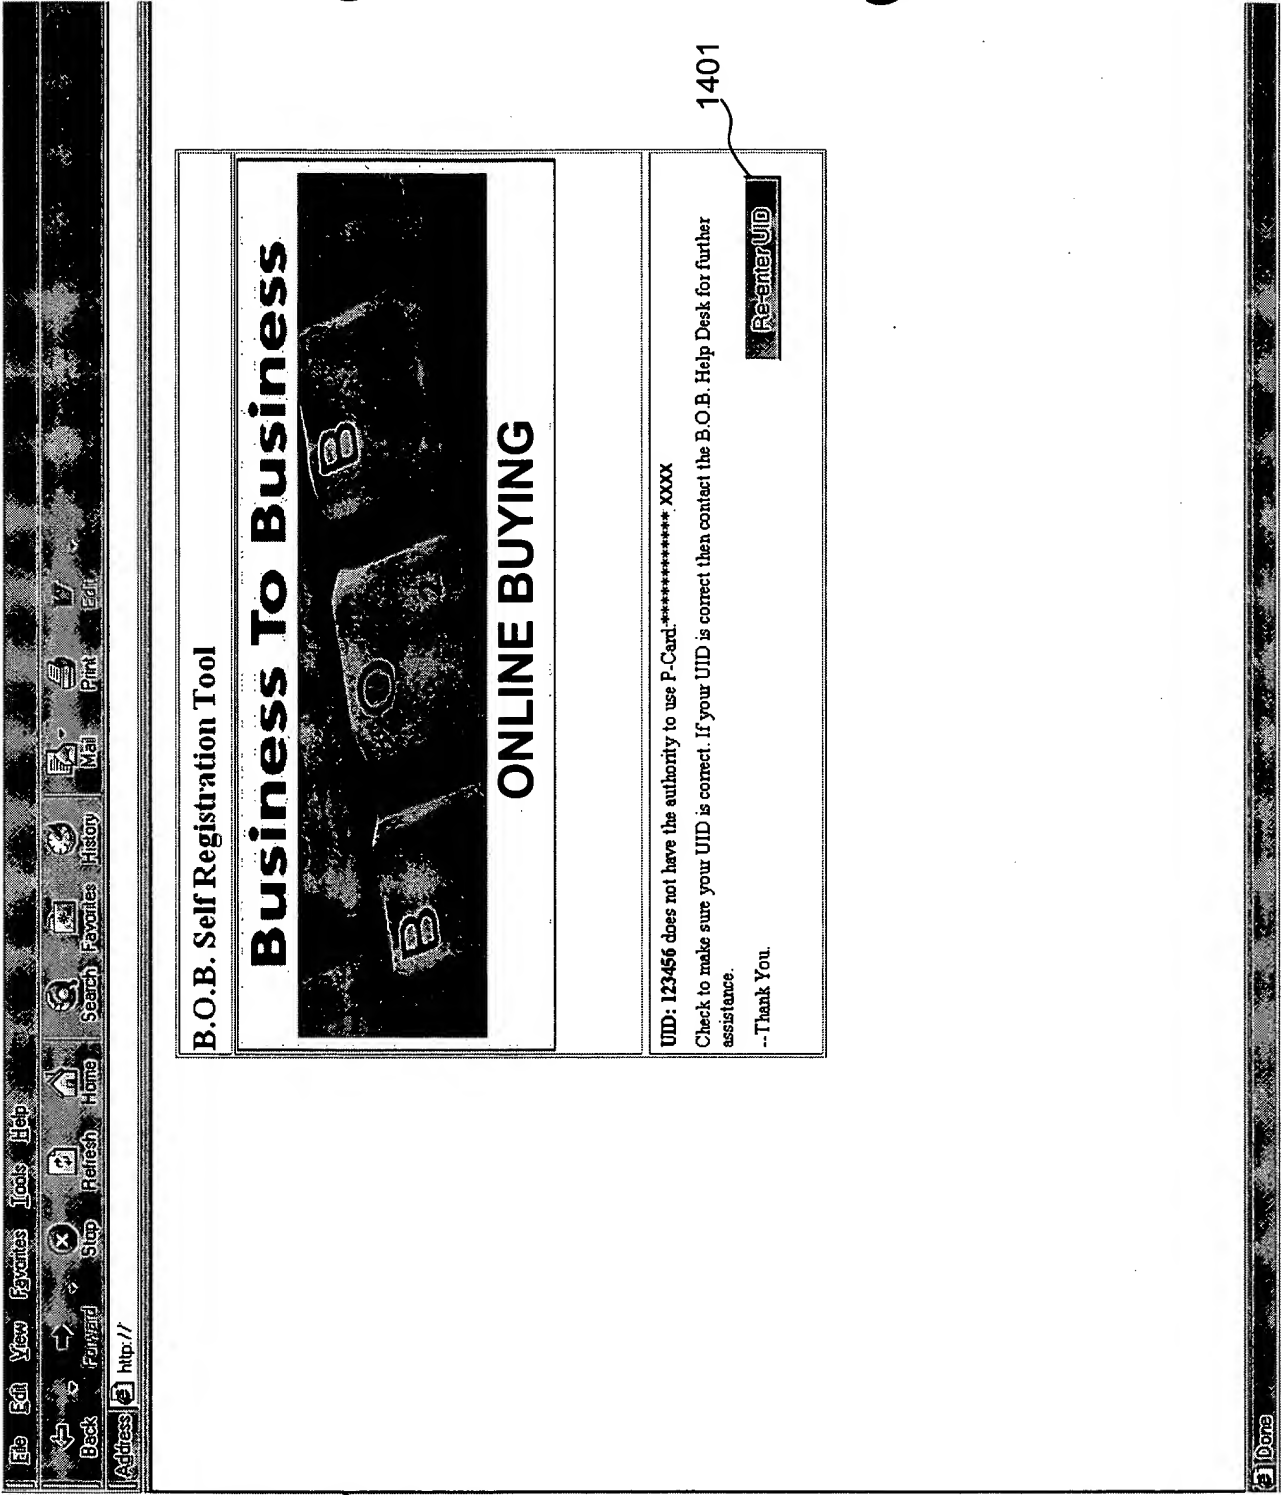 File Edit View Favorites Tools Help
Back Forward Stop Refresh Home Search Favorites History Mail Print Edit
Address http://
B.O.B. Self Registration Tool
Business To Business
B O B
ONLINE BUYING
UID: 123456 does not have the authority to use P-Card:************ XXXX
Check to make sure your UID is correct. If your UID is correct then contact the B.O.B. Help Desk for further
assistance.
--Thank You.
Re-enter UID
1401
Done